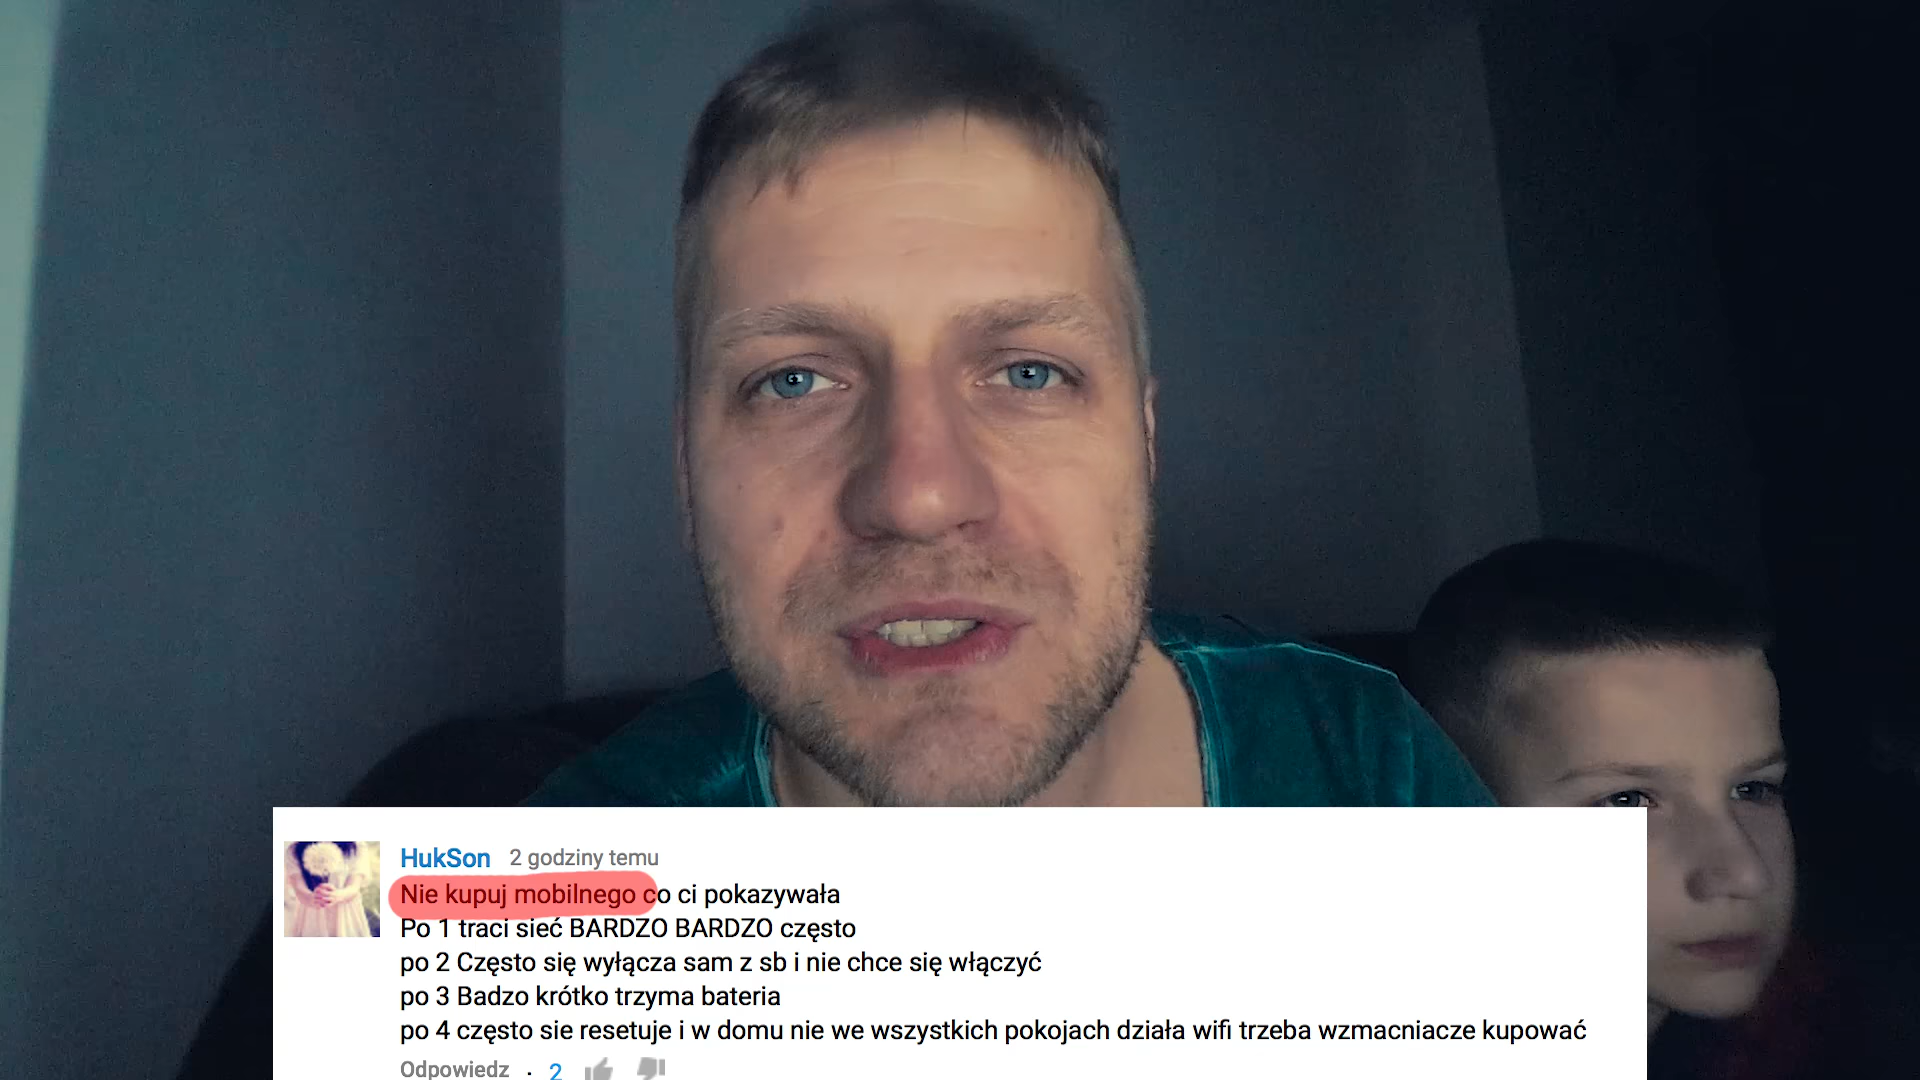 HukSon 2 godziny temu
Nie kupuj mobilnego co ci pokazywała
Po 1 traci sieć BARDZO BARDZO często
po 2 Często się wyłącza sam z sb i nie chce się włączyć
po 3 Badzo krótko trzyma bateria
po 4 często sie resetuje i w domu nie we wszystkich pokojach działa wifi trzeba wzmacniacze kupować
Odpowiedz . 2